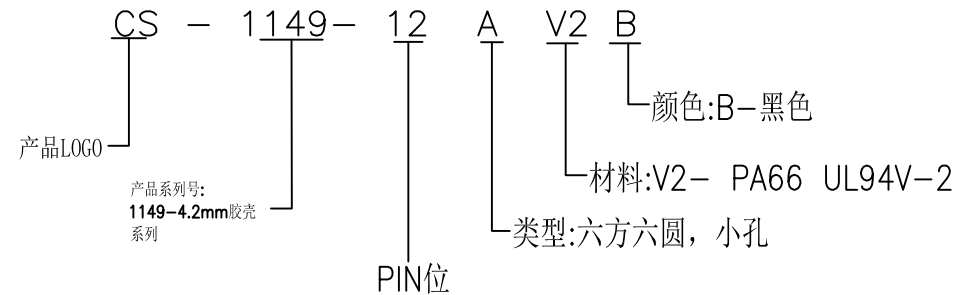 CS - 1149- 12 A V2 B
颜色:B-黑色
产品LOGO
材料:V2- PA66 UL94V-2
产品系列号:
1149-4.2mm胶壳
系列
类型:六方六圆，小孔
PIN位